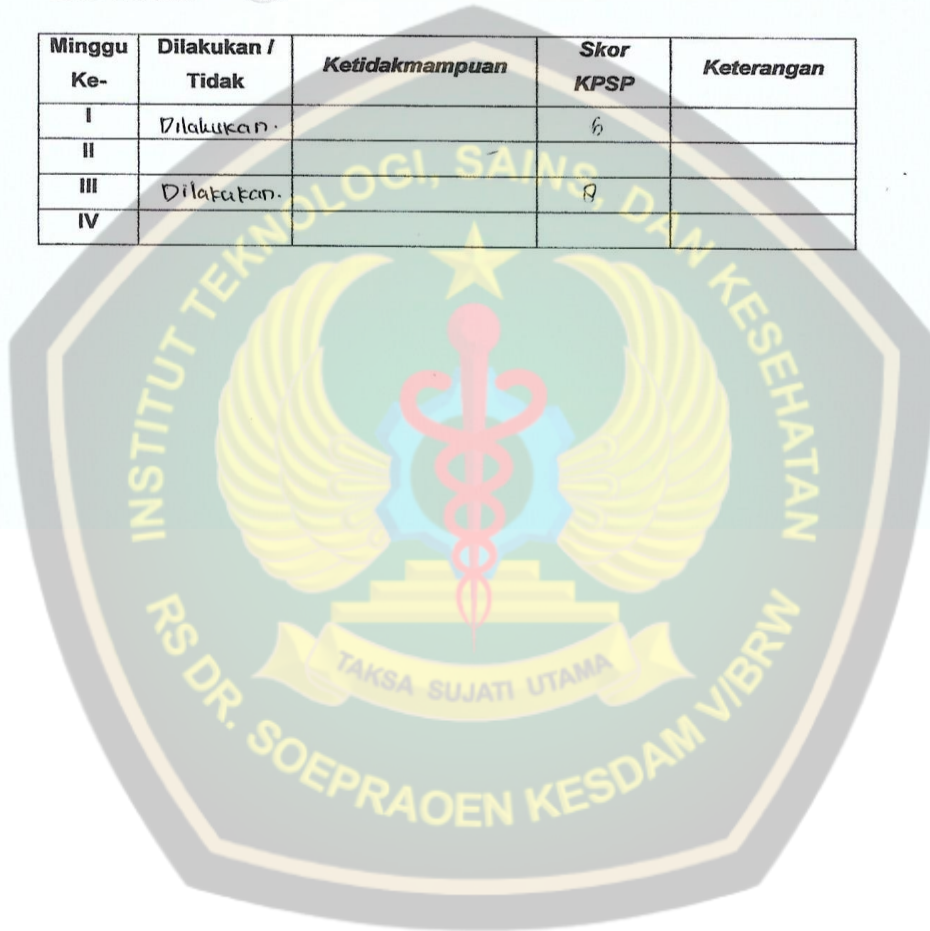 Minggu Ke- Dilakukan / Tidak Ketidakmampuan Skor KPSP Keterangan
I Dilakukan. 6
II
III Dilakukan. 8
IV
INSTITUT TEKNOLOGI, SAINS, DAN KESEHATAN
TAKSA SUJATI UTAMA
RS DR. SOEPRAOEN KESDAM V/BRW